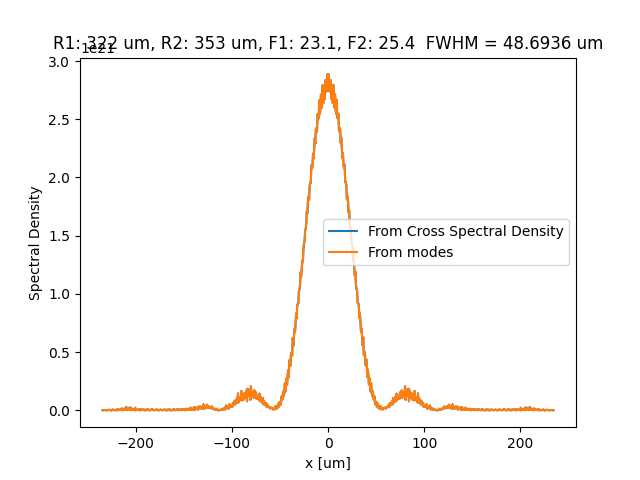 R1: 322 um, R2: 353 um, F1: 23.1, F2: 25.4  FWHM = 48.6936 um
1e21
3.0
2.5
2.0
1.5
1.0
0.5
0.0
Spectral Density
From Cross Spectral Density
From modes
−200 −100 0 100 200
x [um]